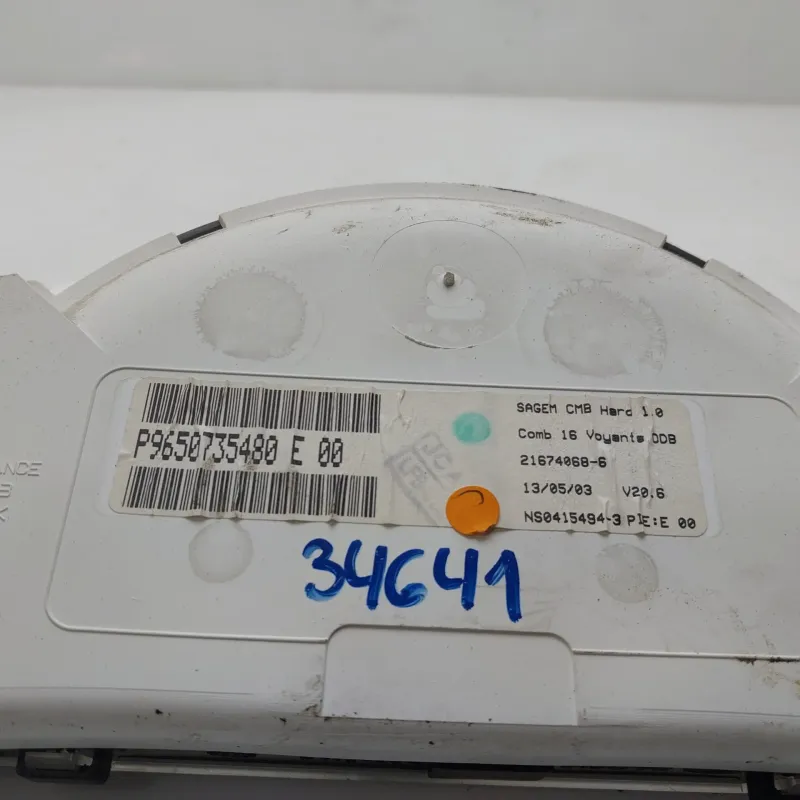 P9650735480 E 00
SAGEM CMB Hard 1.0
Comb 16 Voyants ODB
21674068-6
13/05/03 V20.6
NS0415494-3 PIE:E 00
ANCE
B
K
34641